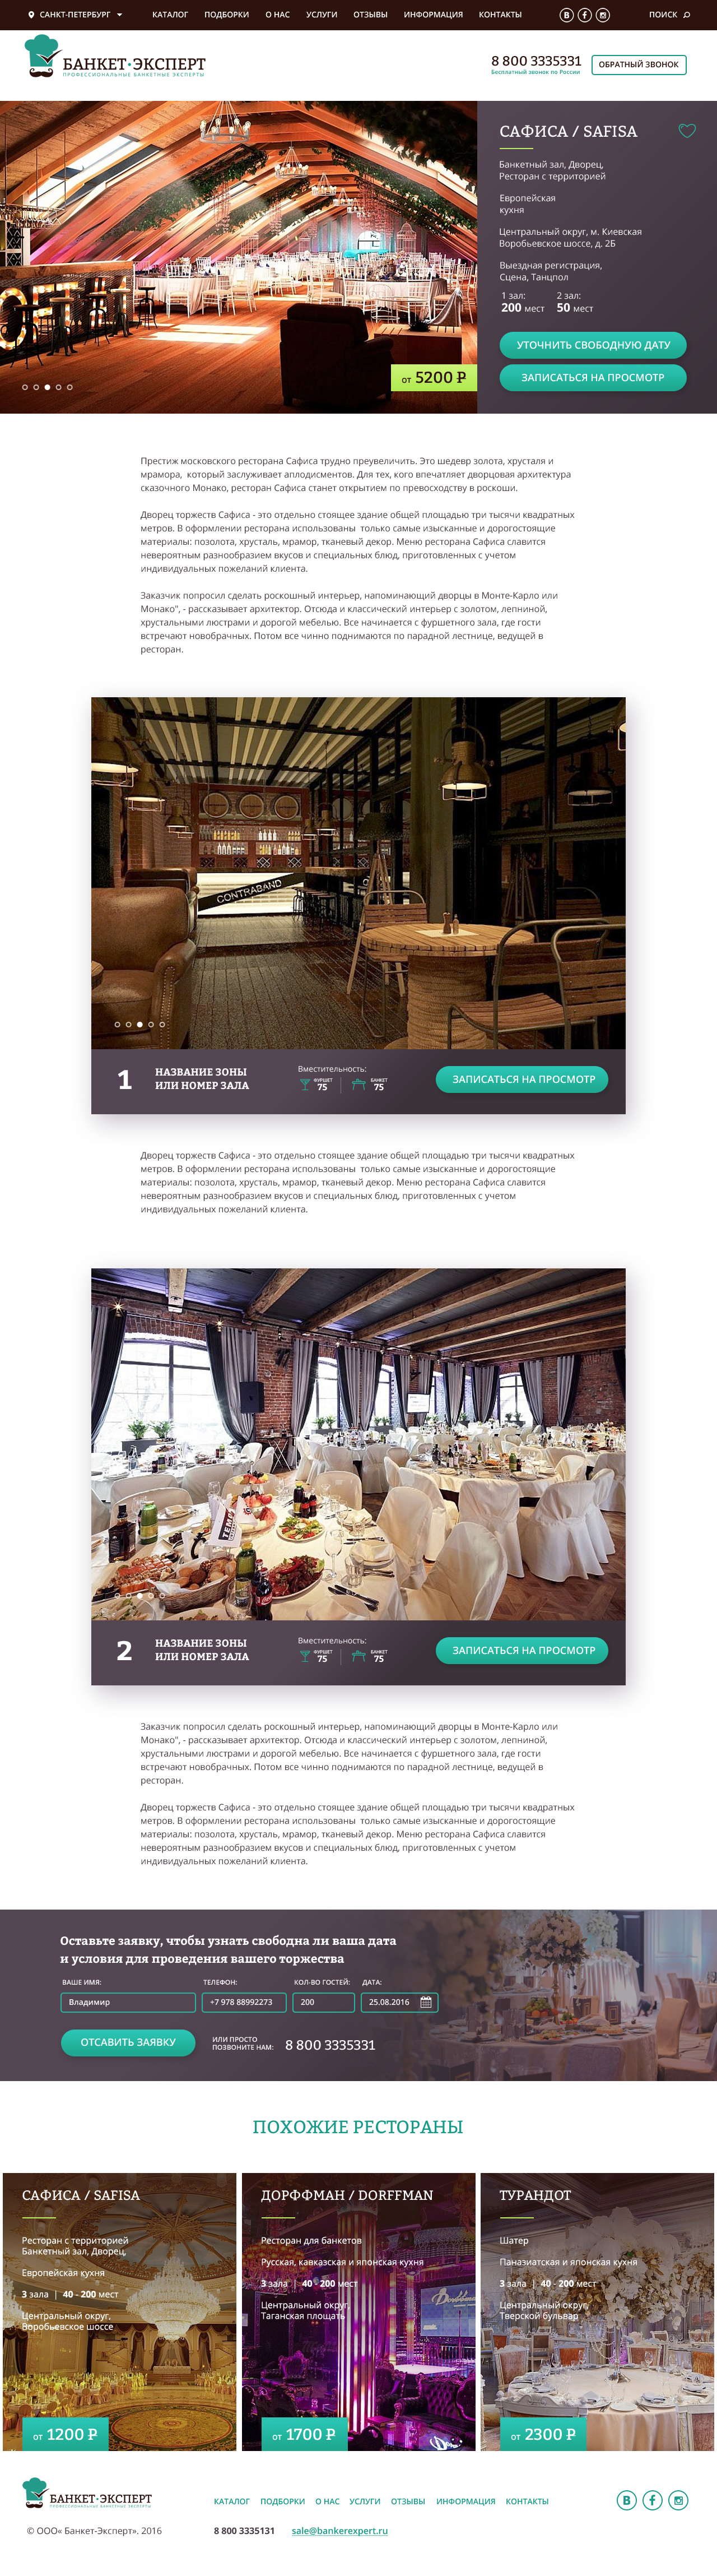 САНКТ-ПЕТЕРБУРГ КАТАЛОГ ПОДБОРКИ О НАС УСЛУГИ ОТЗЫВЫ ИНФОРМАЦИЯ КОНТАКТЫ ПОИСК
БАНКЕТ·ЭКСПЕРТ
ПРОФЕССИОНАЛЬНЫЕ БАНКЕТНЫЕ ЭКСПЕРТЫ
8 800 3335331
Бесплатный звонок по России
ОБРАТНЫЙ ЗВОНОК
САФИСА / SAFISA
Банкетный зал, Дворец,
Ресторан с территорией
Европейская
кухня
Центральный округ, м. Киевская
Воробьевское шоссе, д. 2Б
Выездная регистрация,
Сцена, Танцпол
1 зал: 2 зал:
200 мест 50 мест
УТОЧНИТЬ СВОБОДНУЮ ДАТУ
ЗАПИСАТЬСЯ НА ПРОСМОТР
от 5200 ₽
Престиж московского ресторана Сафиса трудно преувеличить. Это шедевр золота, хрусталя и
мрамора, который заслуживает аплодисментов. Для тех, кого впечатляет дворцовая архитектура
сказочного Монако, ресторан Сафиса станет открытием по превосходству в роскоши.
Дворец торжеств Сафиса - это отдельно стоящее здание общей площадью три тысячи квадратных
метров. В оформлении ресторана использованы только самые изысканные и дорогостоящие
материалы: позолота, хрусталь, мрамор, тканевый декор. Меню ресторана Сафиса славится
невероятным разнообразием вкусов и специальных блюд, приготовленных с учетом
индивидуальных пожеланий клиента.
Заказчик попросил сделать роскошный интерьер, напоминающий дворцы в Монте-Карло или
Монако", - рассказывает архитектор. Отсюда и классический интерьер с золотом, лепниной,
хрустальными люстрами и дорогой мебелью. Все начинается с фуршетного зала, где гости
встречают новобрачных. Потом все чинно поднимаются по парадной лестнице, ведущей в
ресторан.
CONTRABAND
1
НАЗВАНИЕ ЗОНЫ
ИЛИ НОМЕР ЗАЛА
Вместительность:
ФУРШЕТ БАНКЕТ
75 75
ЗАПИСАТЬСЯ НА ПРОСМОТР
Дворец торжеств Сафиса - это отдельно стоящее здание общей площадью три тысячи квадратных
метров. В оформлении ресторана использованы только самые изысканные и дорогостоящие
материалы: позолота, хрусталь, мрамор, тканевый декор. Меню ресторана Сафиса славится
невероятным разнообразием вкусов и специальных блюд, приготовленных с учетом
индивидуальных пожеланий клиента.
2
НАЗВАНИЕ ЗОНЫ
ИЛИ НОМЕР ЗАЛА
Вместительность:
ФУРШЕТ БАНКЕТ
75 75
ЗАПИСАТЬСЯ НА ПРОСМОТР
Заказчик попросил сделать роскошный интерьер, напоминающий дворцы в Монте-Карло или
Монако", - рассказывает архитектор. Отсюда и классический интерьер с золотом, лепниной,
хрустальными люстрами и дорогой мебелью. Все начинается с фуршетного зала, где гости
встречают новобрачных. Потом все чинно поднимаются по парадной лестнице, ведущей в
ресторан.
Дворец торжеств Сафиса - это отдельно стоящее здание общей площадью три тысячи квадратных
метров. В оформлении ресторана использованы только самые изысканные и дорогостоящие
материалы: позолота, хрусталь, мрамор, тканевый декор. Меню ресторана Сафиса славится
невероятным разнообразием вкусов и специальных блюд, приготовленных с учетом
индивидуальных пожеланий клиента.
Оставьте заявку, чтобы узнать свободна ли ваша дата
и условия для проведения вашего торжества
ВАШЕ ИМЯ: ТЕЛЕФОН: КОЛ-ВО ГОСТЕЙ: ДАТА:
Владимир +7 978 88992273 200 25.08.2016
ОТСАВИТЬ ЗАЯВКУ
ИЛИ ПРОСТО
ПОЗВОНИТЕ НАМ:
8 800 3335331
ПОХОЖИЕ РЕСТОРАНЫ
САФИСА / SAFISA
Ресторан с территорией
Банкетный зал, Дворец,
Европейская кухня
3 зала | 40 - 200 мест
Центральный округ,
Воробьевское шоссе
от 1200 ₽
ДОРФФМАН / DORFFMAN
Ресторан для банкетов
Русская, кавказская и японская кухня
3 зала | 40 - 200 мест
Центральный округ,
Таганская площать
от 1700 ₽
ТУРАНДОТ
Шатер
Паназиатская и японская кухня
3 зала | 40 - 200 мест
Центральный округ,
Тверской бульвар
от 2300 ₽
БАНКЕТ·ЭКСПЕРТ
ПРОФЕССИОНАЛЬНЫЕ БАНКЕТНЫЕ ЭКСПЕРТЫ
КАТАЛОГ ПОДБОРКИ О НАС УСЛУГИ ОТЗЫВЫ ИНФОРМАЦИЯ КОНТАКТЫ
© ООО« Банкет-Эксперт». 2016
8 800 3335131 sale@bankerexpert.ru